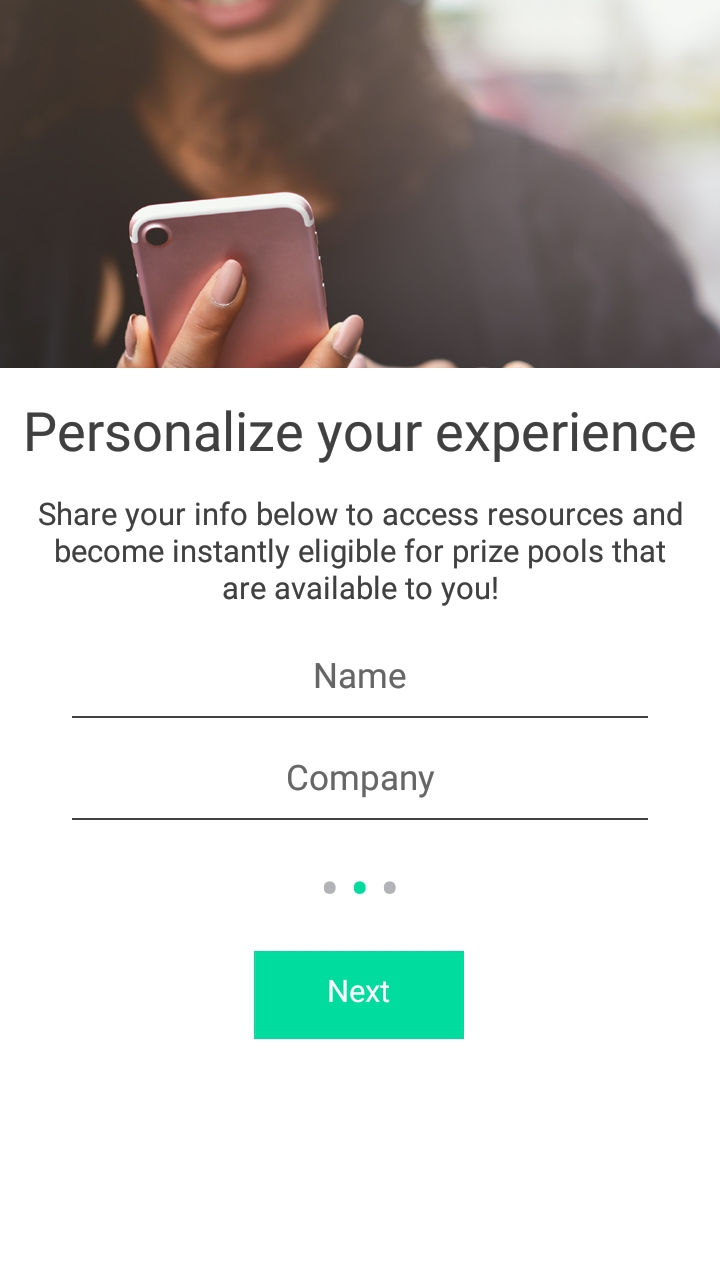 Personalize your experience
Share your info below to access resources and
become instantly eligible for prize pools that
are available to you!
Name
Company
Next